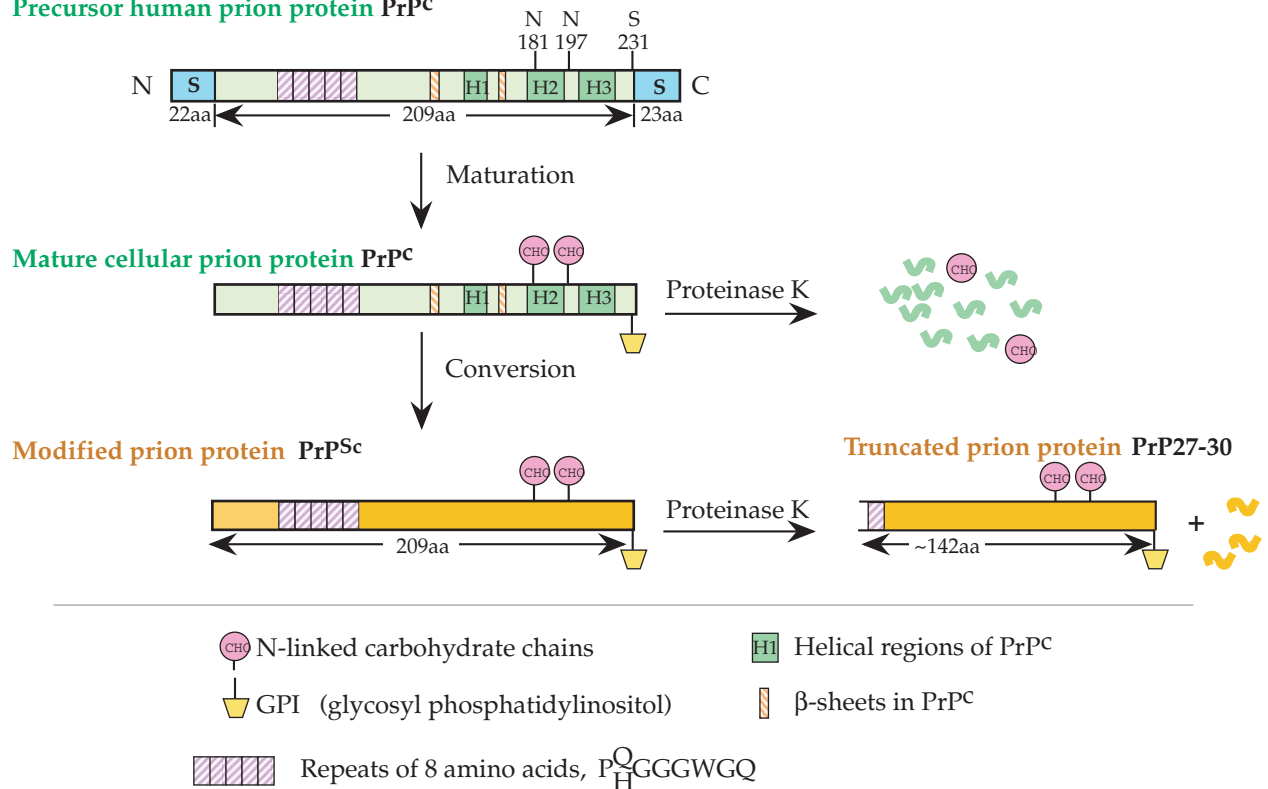 Precursor human prion protein PrPc
N N S
181 197 231
N S H1 H2 H3 S C
22aa 209aa 23aa
Maturation
Mature cellular prion protein PrPc
CHO CHO
H1 H2 H3
Proteinase K
CHO
CHO
Conversion
Modified prion protein PrPSc
Truncated prion protein PrP27-30
CHO CHO
CHO CHO
Proteinase K
+
209aa
~142aa
CHO N-linked carbohydrate chains
H1 Helical regions of PrPc
GPI (glycosyl phosphatidylinositol)
β-sheets in PrPc
Repeats of 8 amino acids, PQGGGWGQ
H